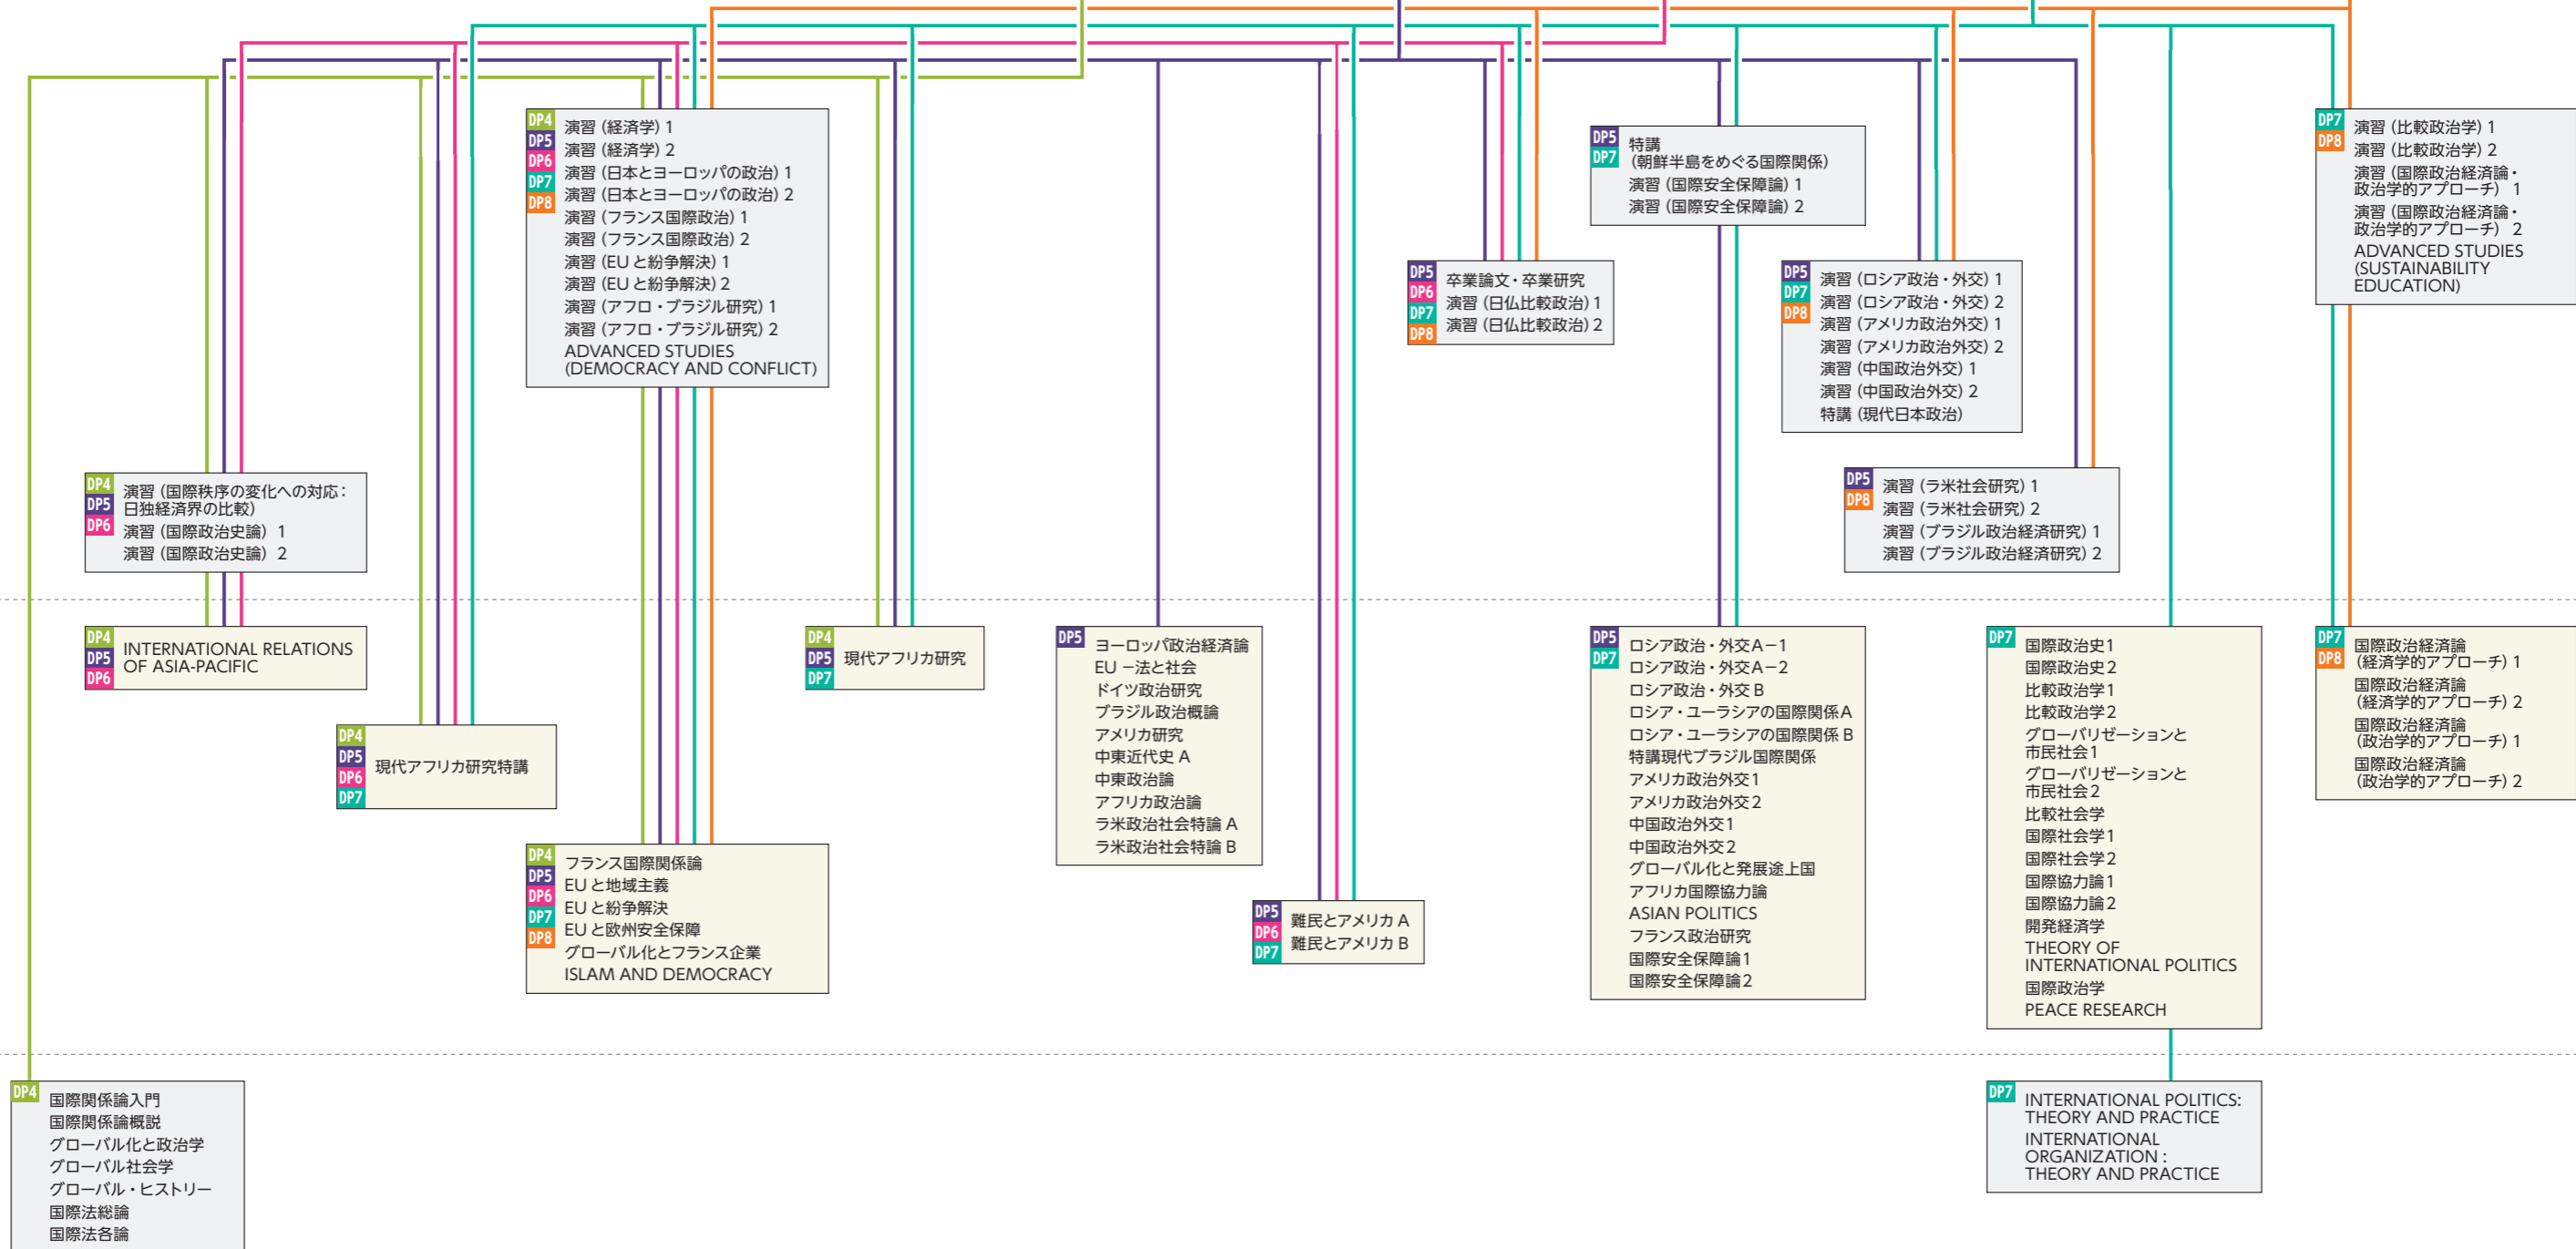 DP4
DP5
DP6
DP7
DP8
演習（経済学）1
演習（経済学）2
演習（日本とヨーロッパの政治）1
演習（日本とヨーロッパの政治）2
演習（フランス国際政治）1
演習（フランス国際政治）2
演習（EU と紛争解決）1
演習（EU と紛争解決）2
演習（アフロ・ブラジル研究）1
演習（アフロ・ブラジル研究）2
ADVANCED STUDIES
(DEMOCRACY AND CONFLICT)
DP5
DP7
特講
（朝鮮半島をめぐる国際関係）
演習（国際安全保障論）1
演習（国際安全保障論）2
DP7
DP8
演習（比較政治学）1
演習（比較政治学）2
演習（国際政治経済論・
政治学的アプローチ） 1
演習（国際政治経済論・
政治学的アプローチ） 2
ADVANCED STUDIES
(SUSTAINABILITY
EDUCATION)
DP5
DP6
DP7
DP8
卒業論文・卒業研究
演習（日仏比較政治）1
演習（日仏比較政治）2
DP5
DP7
DP8
演習（ロシア政治・外交）1
演習（ロシア政治・外交）2
演習（アメリカ政治外交）1
演習（アメリカ政治外交）2
演習（中国政治外交）1
演習（中国政治外交）2
特講（現代日本政治）
DP4
DP5
DP6
演習（国際秩序の変化への対応：
日独経済界の比較）
演習（国際政治史論） 1
演習（国際政治史論） 2
DP5
DP8
演習（ラ米社会研究）1
演習（ラ米社会研究）2
演習（ブラジル政治経済研究）1
演習（ブラジル政治経済研究）2
DP4
DP5
DP6
INTERNATIONAL RELATIONS
OF ASIA-PACIFIC
DP4
DP5
DP7
現代アフリカ研究
DP5
ヨーロッパ政治経済論
EU －法と社会
ドイツ政治研究
ブラジル政治概論
アメリカ研究
中東近代史 A
中東政治論
アフリカ政治論
ラ米政治社会特論 A
ラ米政治社会特論 B
DP5
DP7
ロシア政治・外交A－1
ロシア政治・外交A－2
ロシア政治・外交 B
ロシア・ユーラシアの国際関係A
ロシア・ユーラシアの国際関係 B
特講現代ブラジル国際関係
アメリカ政治外交1
アメリカ政治外交2
中国政治外交1
中国政治外交2
グローバル化と発展途上国
アフリカ国際協力論
ASIAN POLITICS
フランス政治研究
国際安全保障論1
国際安全保障論2
DP7
国際政治史1
国際政治史2
比較政治学1
比較政治学2
グローバリゼーションと
市民社会1
グローバリゼーションと
市民社会2
比較社会学
国際社会学1
国際社会学2
国際協力論1
国際協力論2
開発経済学
THEORY OF
INTERNATIONAL POLITICS
国際政治学
PEACE RESEARCH
DP7
DP8
国際政治経済論
（経済学的アプローチ）1
国際政治経済論
（経済学的アプローチ）2
国際政治経済論
（政治学的アプローチ）1
国際政治経済論
（政治学的アプローチ）2
DP4
DP5
DP6
DP7
現代アフリカ研究特講
DP4
DP5
DP6
DP7
DP8
フランス国際関係論
EU と地域主義
EU と紛争解決
EU と欧州安全保障
グローバル化とフランス企業
ISLAM AND DEMOCRACY
DP5
DP6
DP7
難民とアメリカ A
難民とアメリカ B
DP4
国際関係論入門
国際関係論概説
グローバル化と政治学
グローバル社会学
グローバル・ヒストリー
国際法総論
国際法各論
DP7
INTERNATIONAL POLITICS:
THEORY AND PRACTICE
INTERNATIONAL
ORGANIZATION :
THEORY AND PRACTICE